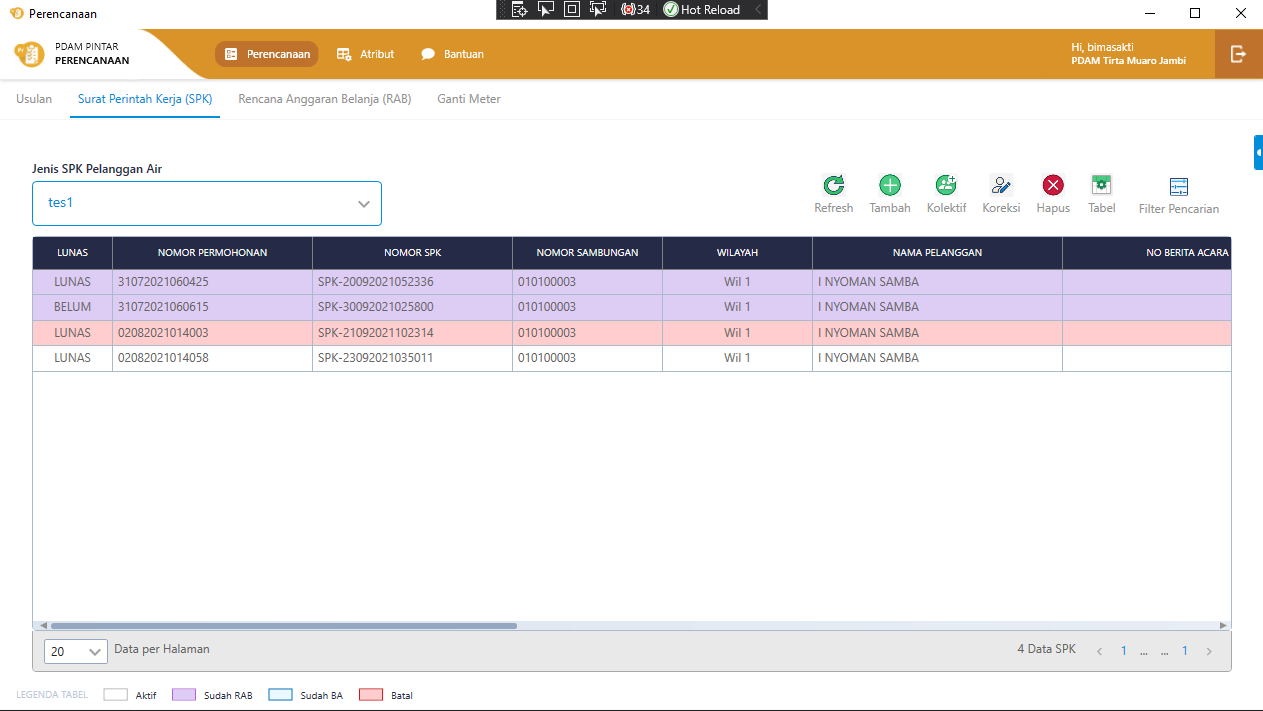 Perencanaan
34
Hot Reload
PDAM PINTAR
PERENCANAAN
Perencanaan
Atribut
Bantuan
Hi, bimasakti
PDAM Tirta Muaro Jambi
Usulan
Surat Perintah Kerja (SPK)
Rencana Anggaran Belanja (RAB)
Ganti Meter
Jenis SPK Pelanggan Air
tes1
Refresh
Tambah
Kolektif
Koreksi
Hapus
Tabel
Filter Pencarian
LUNAS NOMOR PERMOHONAN NOMOR SPK NOMOR SAMBUNGAN WILAYAH NAMA PELANGGAN NO BERITA ACARA
LUNAS 31072021060425 SPK-20092021052336 010100003 Wil 1 I NYOMAN SAMBA
BELUM 31072021060615 SPK-30092021025800 010100003 Wil 1 I NYOMAN SAMBA
LUNAS 02082021014003 SPK-21092021102314 010100003 Wil 1 I NYOMAN SAMBA
LUNAS 02082021014058 SPK-23092021035011 010100003 Wil 1 I NYOMAN SAMBA
20 Data per Halaman
4 Data SPK
1 ... ... 1
LEGENDA TABEL Aktif Sudah RAB Sudah BA Batal